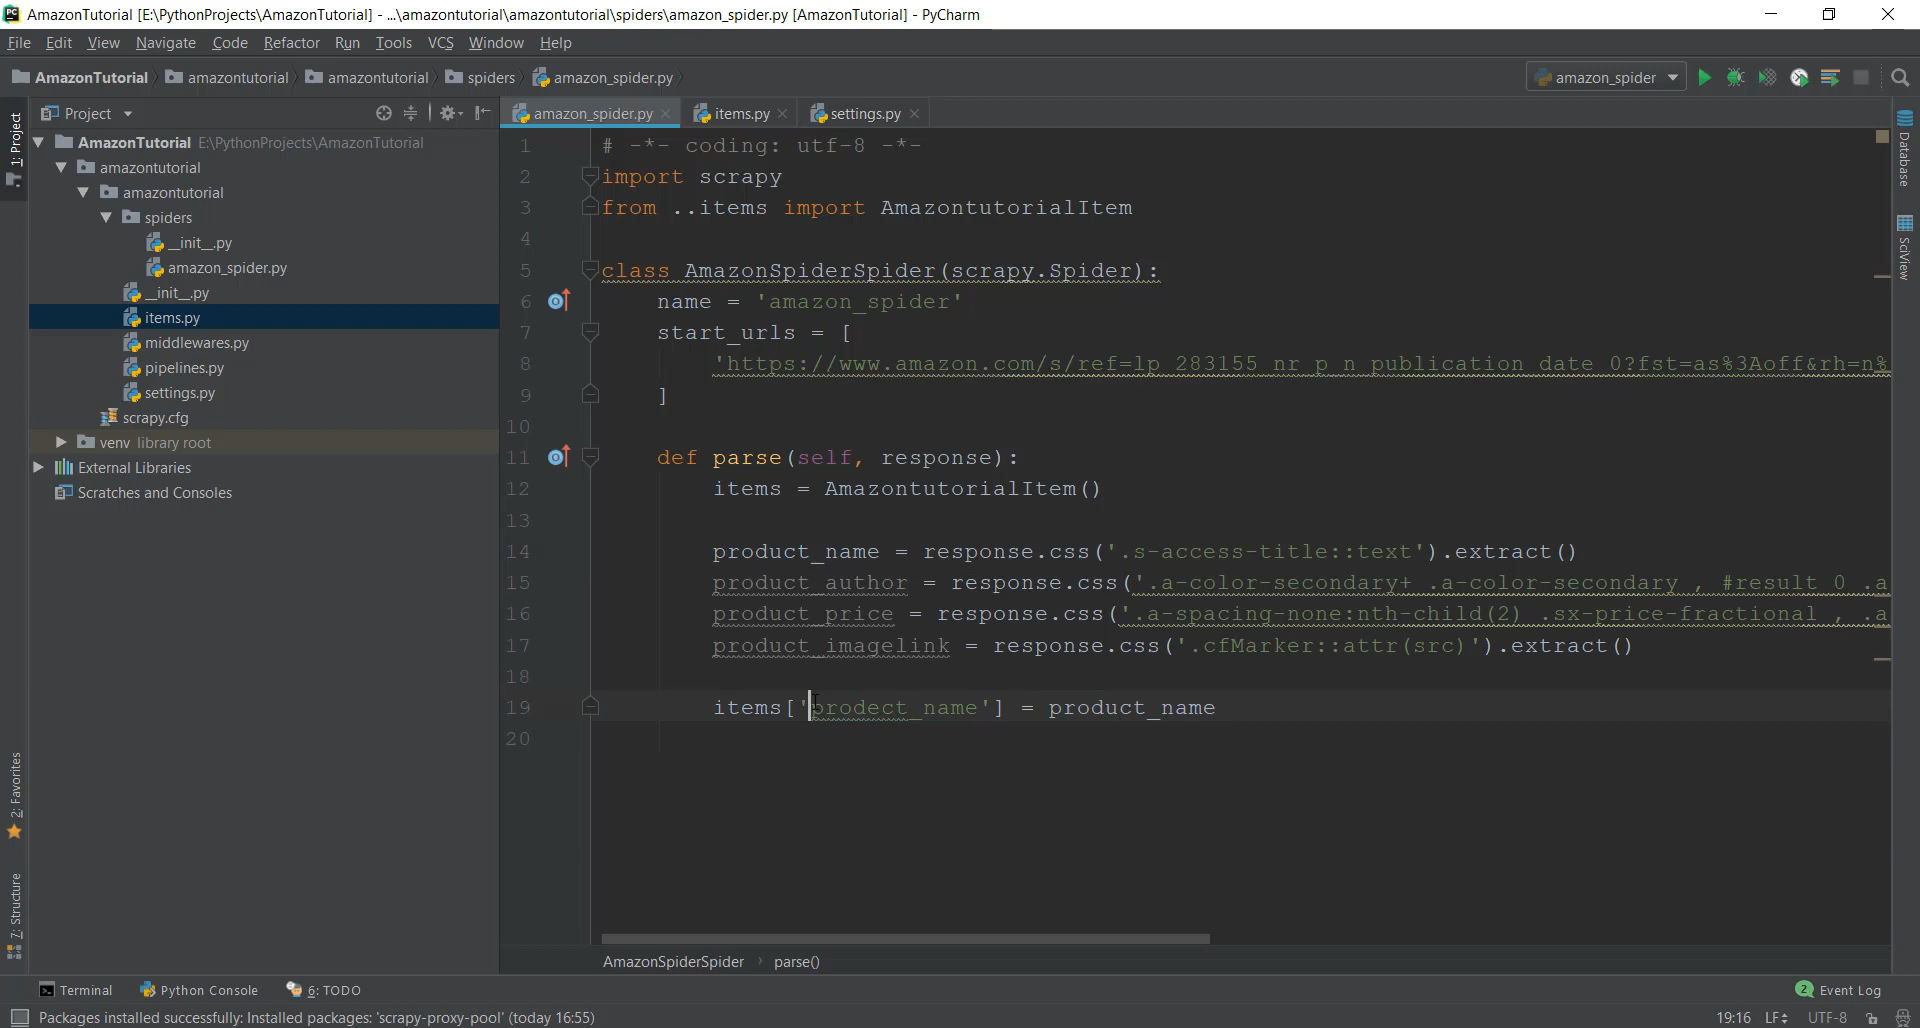 AmazonTutorial [E:\PythonProjects\AmazonTutorial] - ...\amazontutorial\amazontutorial\spiders\amazon_spider.py [AmazonTutorial] - PyCharm
File Edit View Navigate Code Refactor Run Tools VCS Window Help
AmazonTutorial amazontutorial amazontutorial spiders amazon_spider.py
amazon_spider
Project
amazon_spider.py items.py settings.py
1: Project
AmazonTutorial E:\PythonProjects\AmazonTutorial
amazontutorial
amazontutorial
spiders
__init__.py
amazon_spider.py
__init__.py
items.py
middlewares.py
pipelines.py
settings.py
scrapy.cfg
venv library root
External Libraries
Scratches and Consoles
2: Favorites
7: Structure
1 # -*- coding: utf-8 -*-
2 import scrapy
3 from ..items import AmazontutorialItem
4
5 class AmazonSpiderSpider(scrapy.Spider):
6 name = 'amazon_spider'
7 start_urls = [
8 'https://www.amazon.com/s/ref=lp_283155_nr_p_n_publication_date_0?fst=as%3Aoff&rh=n%
9 ]
10
11 def parse(self, response):
12 items = AmazontutorialItem()
13
14 product_name = response.css('.s-access-title::text').extract()
15 product_author = response.css('.a-color-secondary+ .a-color-secondary , #result_0 .a
16 product_price = response.css('.a-spacing-none:nth-child(2) .sx-price-fractional , .a
17 product_imagelink = response.css('.cfMarker::attr(src)').extract()
18
19 items['prodect_name'] = product_name
20
Database
SciView
AmazonSpiderSpider parse()
Terminal Python Console 6: TODO
2 Event Log
Packages installed successfully: Installed packages: 'scrapy-proxy-pool' (today 16:55)
19:16 LF UTF-8